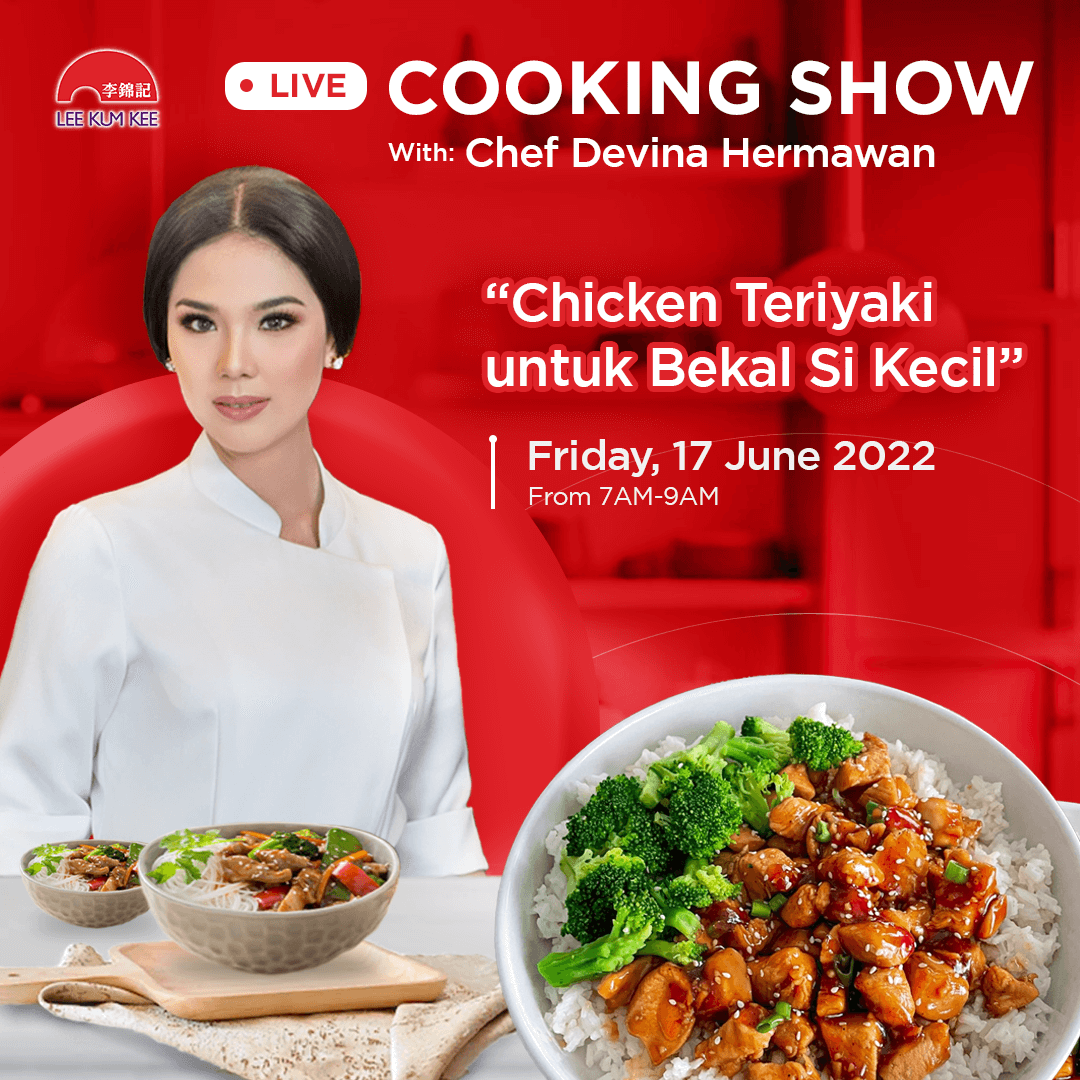 李錦記
LEE KUM KEE
LIVE
COOKING SHOW
With: Chef Devina Hermawan
“Chicken Teriyaki
untuk Bekal Si Kecil”
Friday, 17 June 2022
From 7AM-9AM